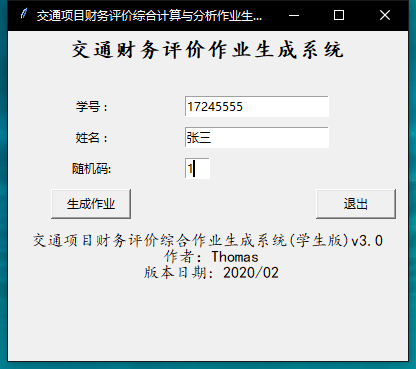 交通项目财务评价综合计算与分析作业生...
交通财务评价作业生成系统
学号： 17245555
姓名： 张三
随机码: 1
生成作业 退出
交通项目财务评价综合作业生成系统(学生版)v3.0
作者: Thomas
版本日期: 2020/02